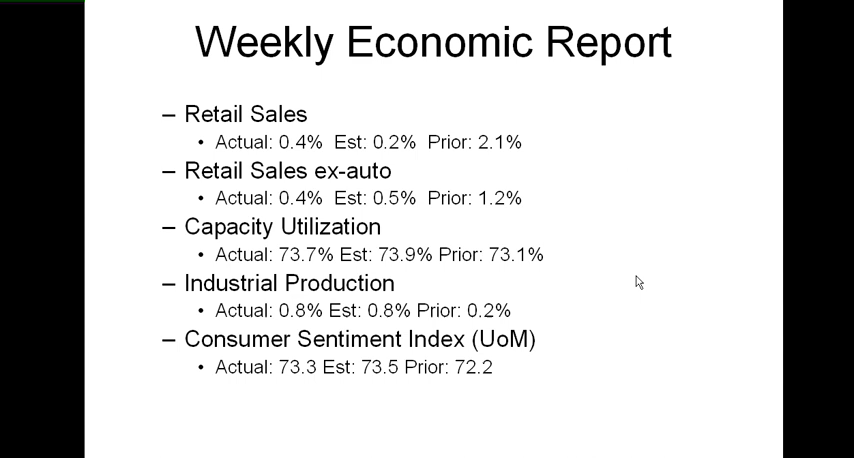 Weekly Economic Report
– Retail Sales
• Actual: 0.4% Est: 0.2% Prior: 2.1%
– Retail Sales ex-auto
• Actual: 0.4% Est: 0.5% Prior: 1.2%
– Capacity Utilization
• Actual: 73.7% Est: 73.9% Prior: 73.1%
– Industrial Production
• Actual: 0.8% Est: 0.8% Prior: 0.2%
– Consumer Sentiment Index (UoM)
• Actual: 73.3 Est: 73.5 Prior: 72.2